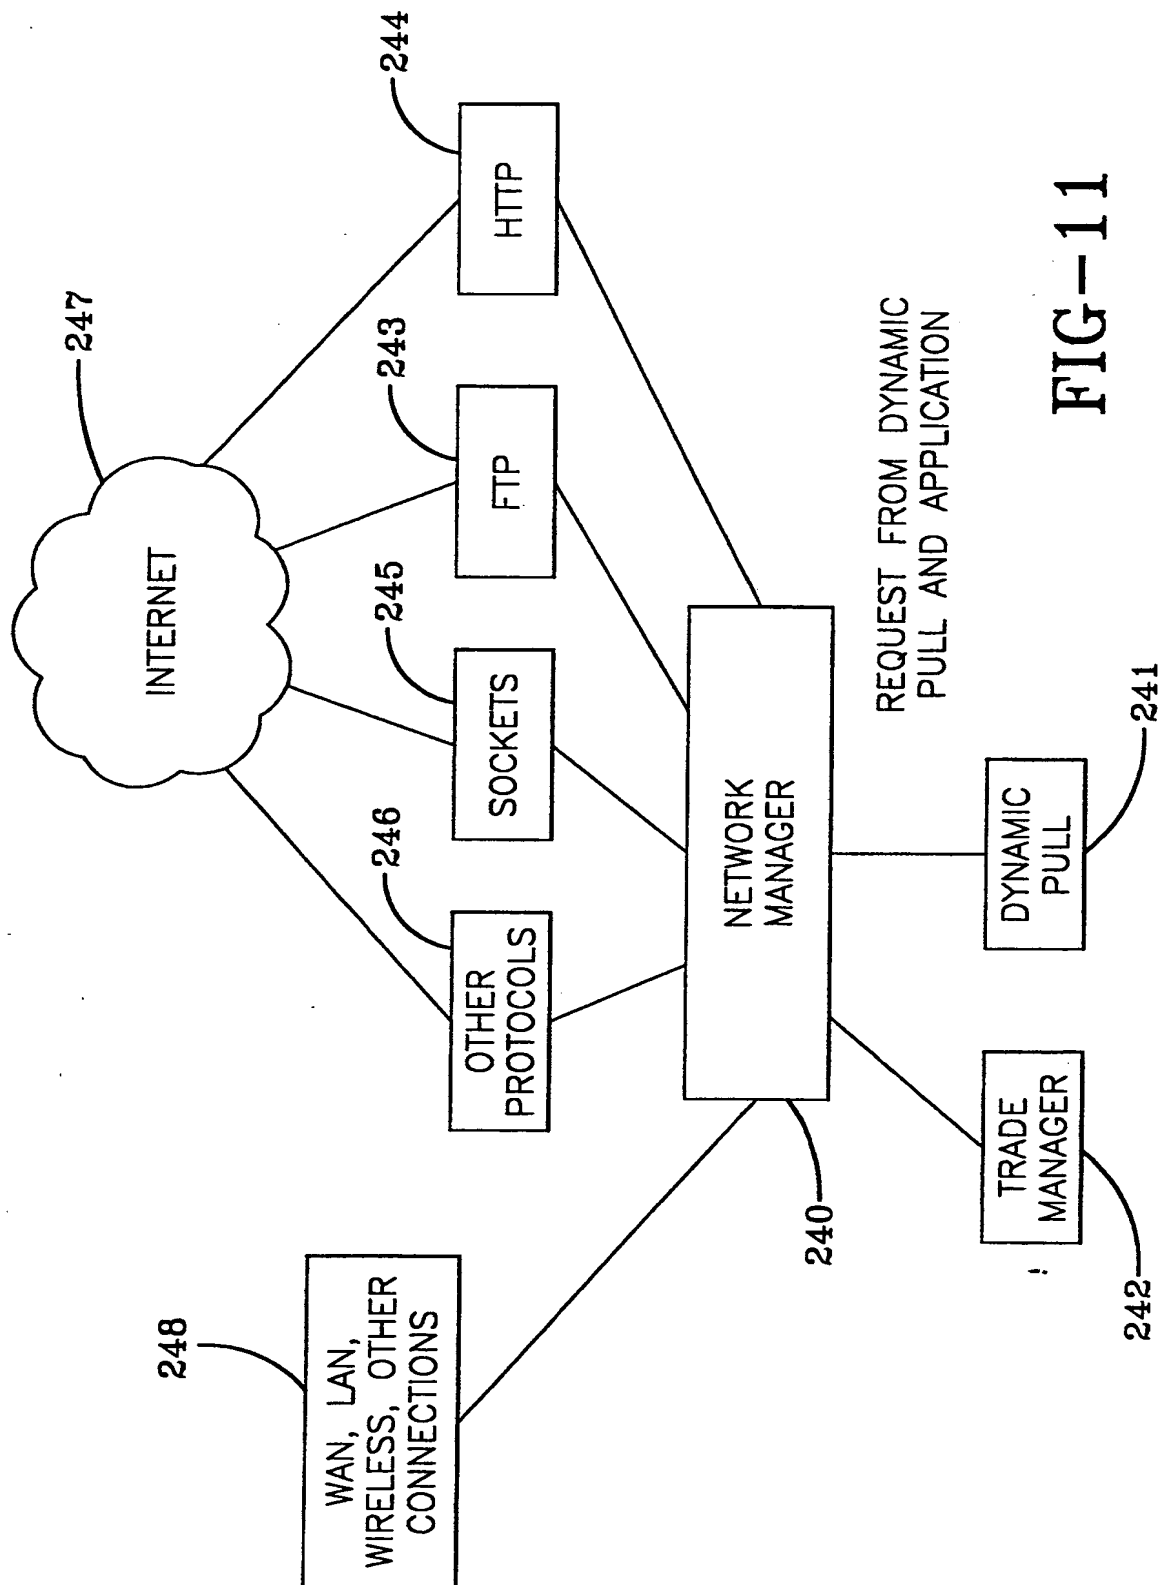 248
WAN, LAN,
WIRELESS, OTHER
CONNECTIONS
INTERNET
247
246
OTHER
PROTOCOLS
245
SOCKETS
243
FTP
244
HTTP
NETWORK
MANAGER
240
REQUEST FROM DYNAMIC
PULL AND APPLICATION
TRADE
MANAGER
242
DYNAMIC
PULL
241
FIG-11